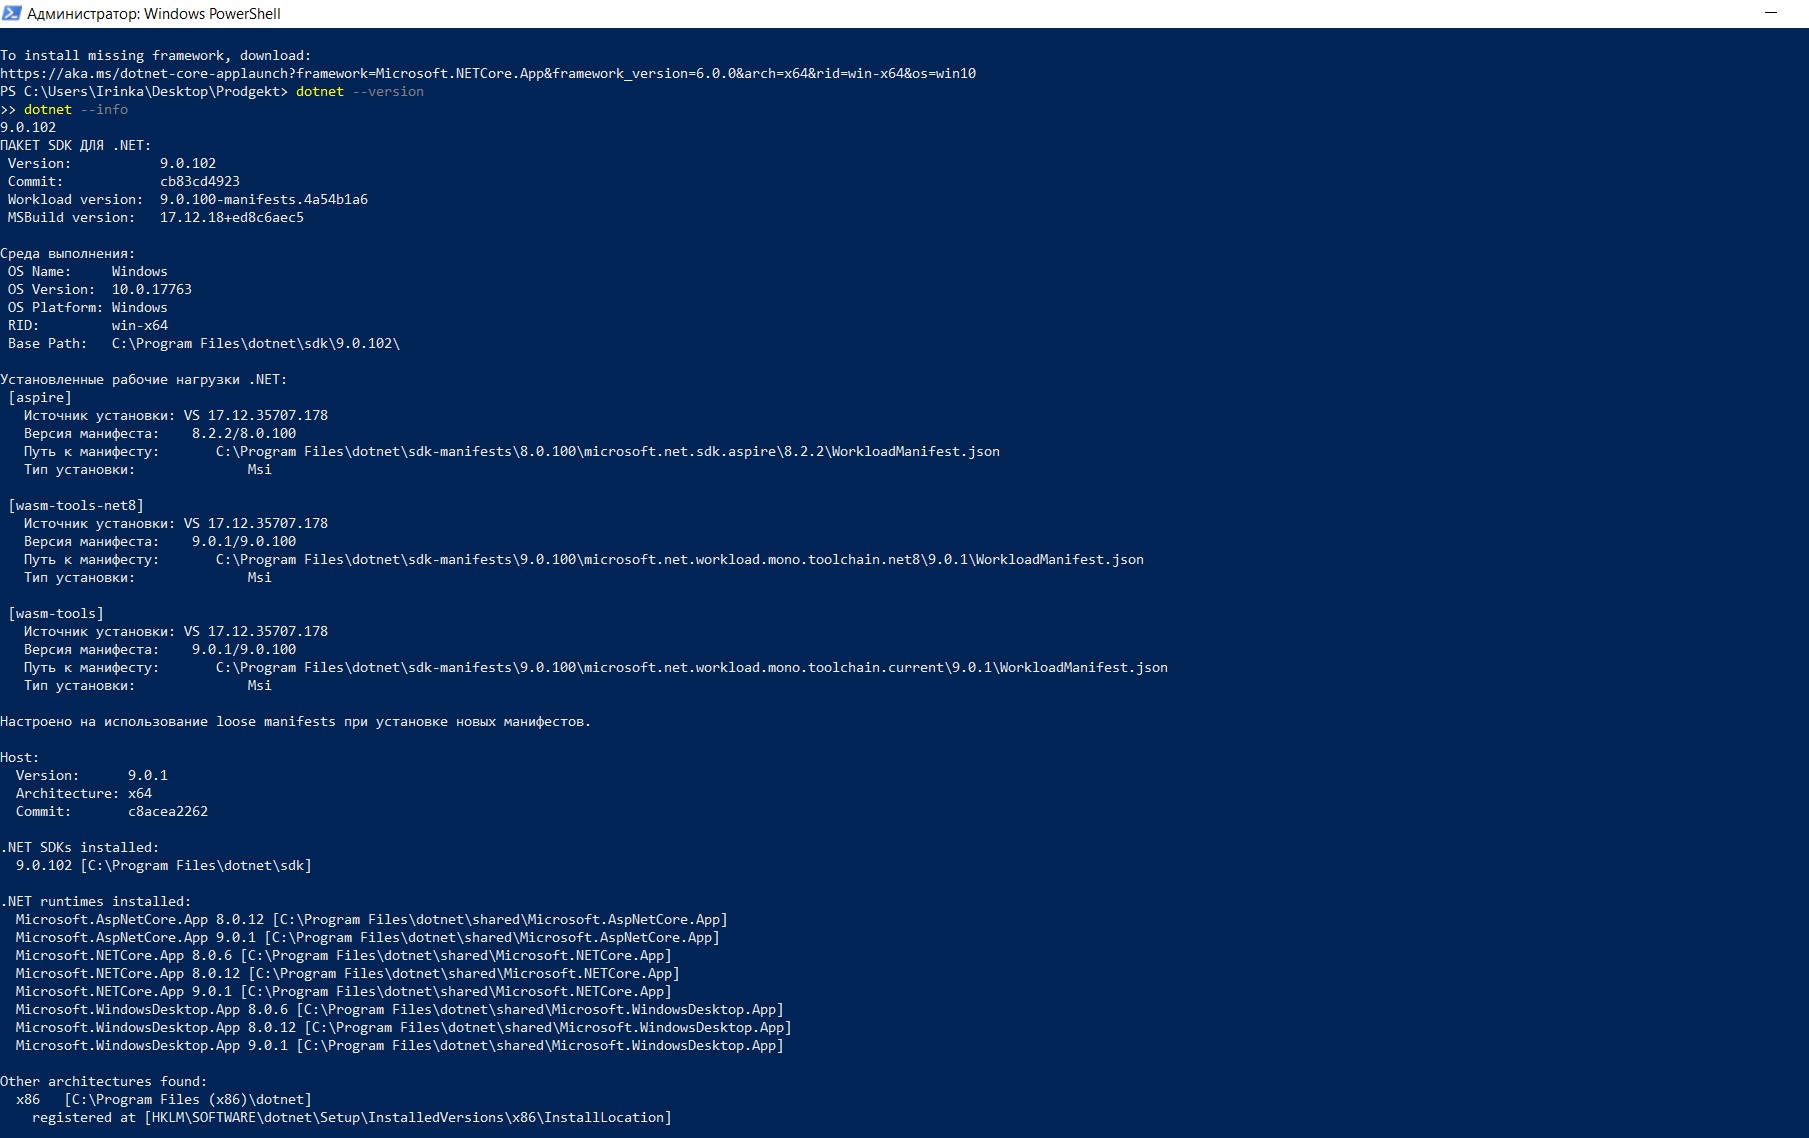 Администратор: Windows PowerShell
To install missing framework, download:
https://aka.ms/dotnet-core-applaunch?framework=Microsoft.NETCore.App&framework_version=6.0.0&arch=x64&rid=win-x64&os=win10
PS C:\Users\Irinka\Desktop\Prodgekt> dotnet --version
>> dotnet --info
9.0.102
ПАКЕТ SDK ДЛЯ .NET:
 Version:           9.0.102
 Commit:            cb83cd4923
 Workload version:  9.0.100-manifests.4a54b1a6
 MSBuild version:   17.12.18+ed8c6aec5
Среда выполнения:
 OS Name:     Windows
 OS Version:  10.0.17763
 OS Platform: Windows
 RID:         win-x64
 Base Path:   C:\Program Files\dotnet\sdk\9.0.102\
Установленные рабочие нагрузки .NET:
 [aspire]
   Источник установки: VS 17.12.35707.178
   Версия манифеста:    8.2.2/8.0.100
   Путь к манифесту:       C:\Program Files\dotnet\sdk-manifests\8.0.100\microsoft.net.sdk.aspire\8.2.2\WorkloadManifest.json
   Тип установки:              Msi
 [wasm-tools-net8]
   Источник установки: VS 17.12.35707.178
   Версия манифеста:    9.0.1/9.0.100
   Путь к манифесту:       C:\Program Files\dotnet\sdk-manifests\9.0.100\microsoft.net.workload.mono.toolchain.net8\9.0.1\WorkloadManifest.json
   Тип установки:              Msi
 [wasm-tools]
   Источник установки: VS 17.12.35707.178
   Версия манифеста:    9.0.1/9.0.100
   Путь к манифесту:       C:\Program Files\dotnet\sdk-manifests\9.0.100\microsoft.net.workload.mono.toolchain.current\9.0.1\WorkloadManifest.json
   Тип установки:              Msi
Настроено на использование loose manifests при установке новых манифестов.
Host:
  Version:      9.0.1
  Architecture: x64
  Commit:       c8acea2262
.NET SDKs installed:
  9.0.102 [C:\Program Files\dotnet\sdk]
.NET runtimes installed:
  Microsoft.AspNetCore.App 8.0.12 [C:\Program Files\dotnet\shared\Microsoft.AspNetCore.App]
  Microsoft.AspNetCore.App 9.0.1 [C:\Program Files\dotnet\shared\Microsoft.AspNetCore.App]
  Microsoft.NETCore.App 8.0.6 [C:\Program Files\dotnet\shared\Microsoft.NETCore.App]
  Microsoft.NETCore.App 8.0.12 [C:\Program Files\dotnet\shared\Microsoft.NETCore.App]
  Microsoft.NETCore.App 9.0.1 [C:\Program Files\dotnet\shared\Microsoft.NETCore.App]
  Microsoft.WindowsDesktop.App 8.0.6 [C:\Program Files\dotnet\shared\Microsoft.WindowsDesktop.App]
  Microsoft.WindowsDesktop.App 8.0.12 [C:\Program Files\dotnet\shared\Microsoft.WindowsDesktop.App]
  Microsoft.WindowsDesktop.App 9.0.1 [C:\Program Files\dotnet\shared\Microsoft.WindowsDesktop.App]
Other architectures found:
  x86   [C:\Program Files (x86)\dotnet]
    registered at [HKLM\SOFTWARE\dotnet\Setup\InstalledVersions\x86\InstallLocation]